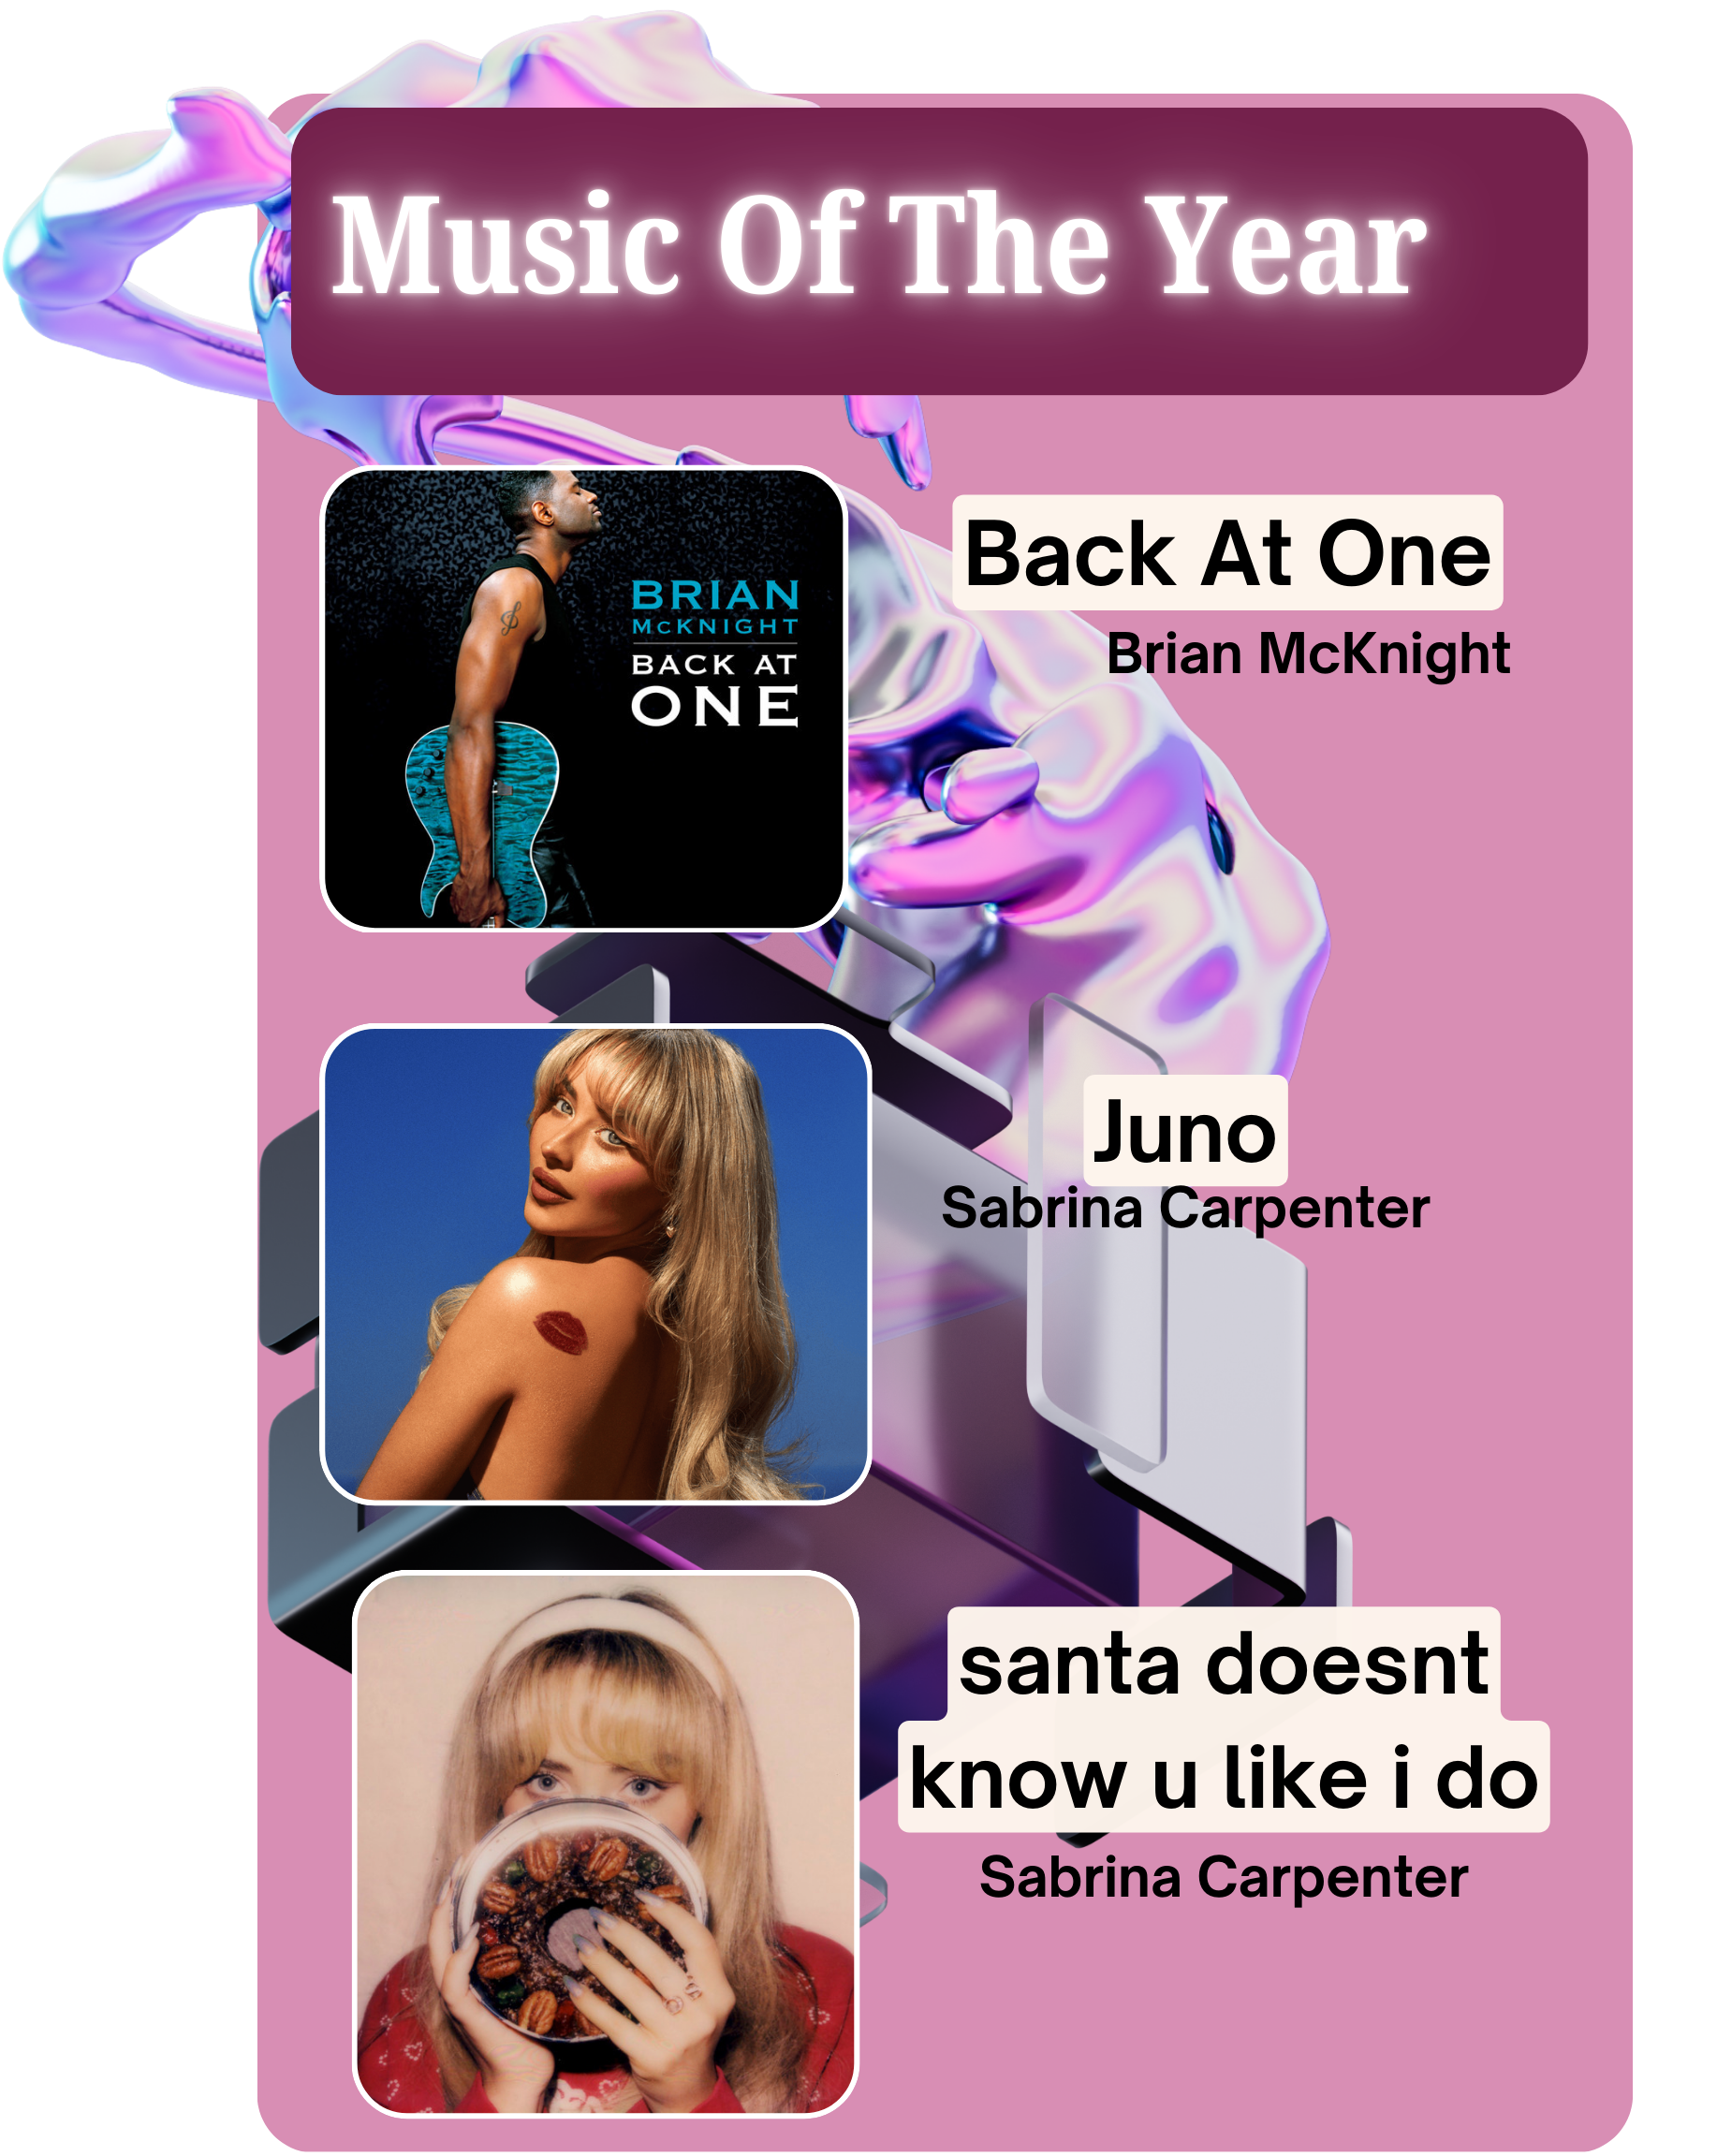 Music Of The Year
BRIAN
McKNIGHT
BACK AT
ONE
Back At One
Brian McKnight
Juno
Sabrina Carpenter
santa doesnt
know u like i do
Sabrina Carpenter